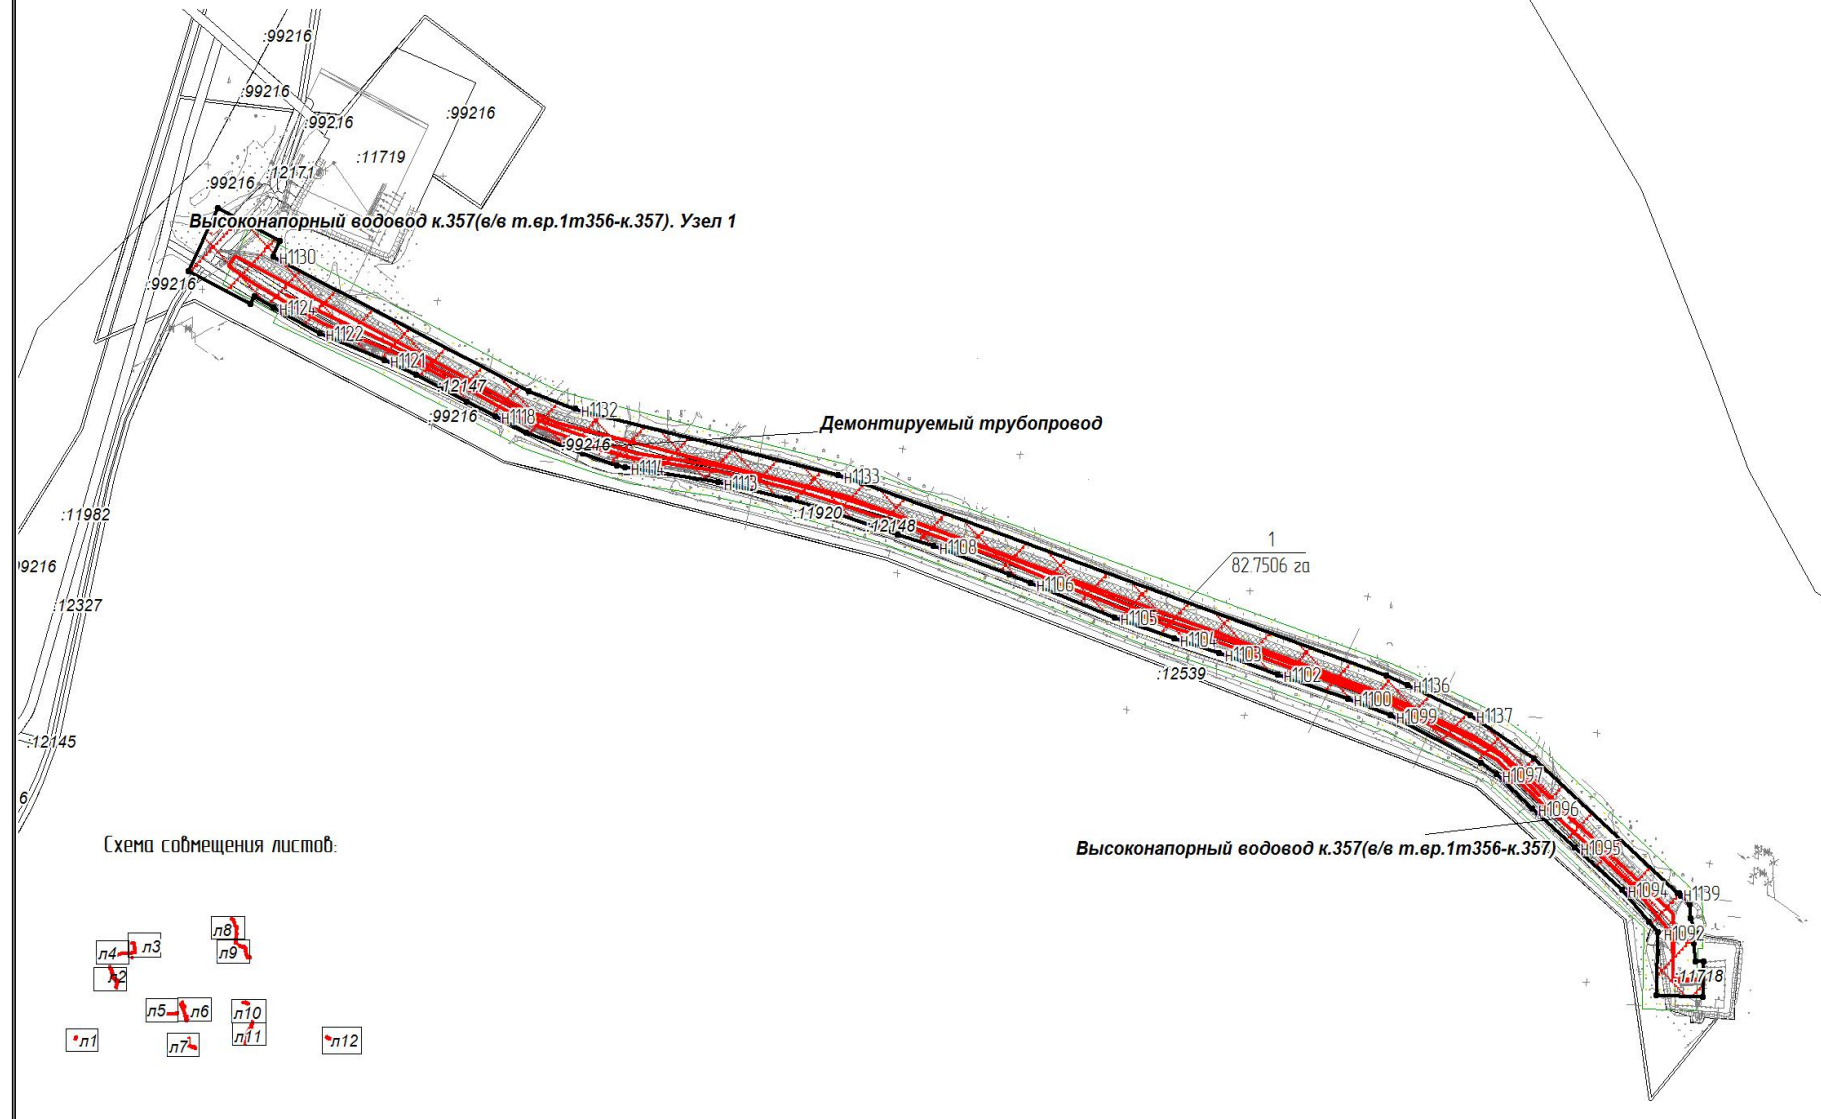 :99216
:99216
:99216
:99216
:11719
:12171
:99216
Высоконапорный водовод к.357(в/в т.вр.1т356-к.357). Узел 1
н1130
:99216
н1124
н1122
н1121
:12147
:99216
н1118
н1132
Демонтируемый трубопровод
:99216
н1114
н1133
н1113
:11920
:12148
:11982
н1108
1
82.7506 га
99216
н1106
:12327
н1105
н1104
н1103
:12539
н1102
н1136
н1100
н1099
н1137
:12145
н1097
6
н1096
Схема совмещения листов:
Высоконапорный водовод к.357(в/в т.вр.1т356-к.357)
н1095
н1094
н1139
н1092
:11718
л8
л3
л4
л9
л2
л5
л6
л10
л11
л1
л7
л12